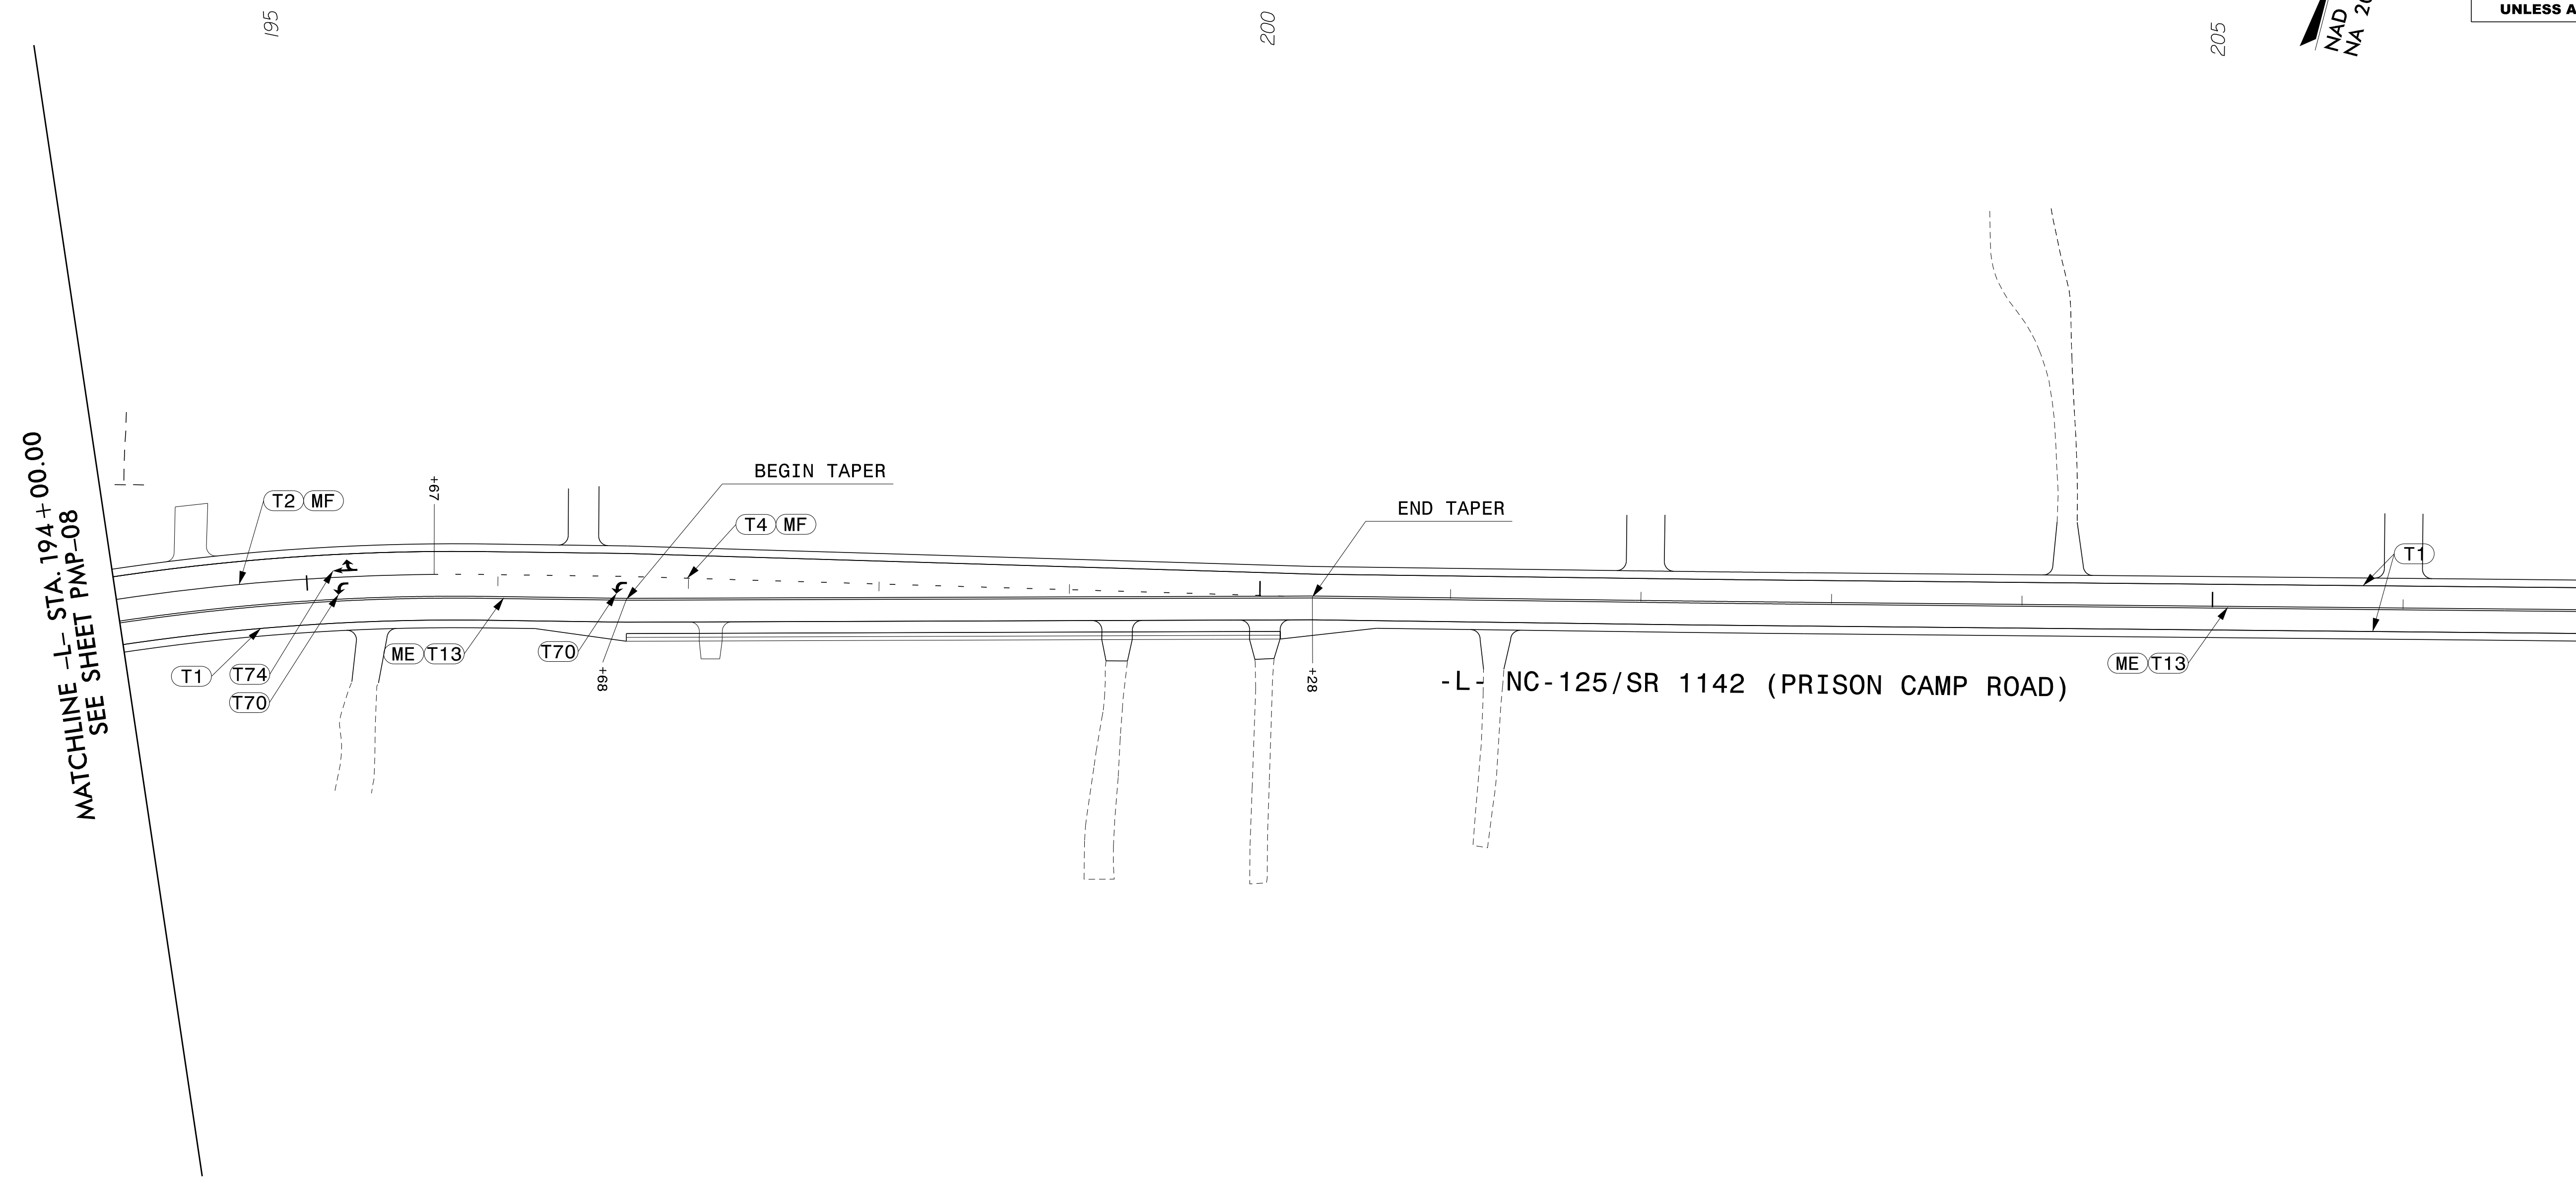 195
200
205
NAD
NA 20
UNLESS A
MATCHLINE -L- STA. 194+00.00
SEE SHEET PMP-08
T2 MF
+67
BEGIN TAPER
T4 MF
END TAPER
T1
T1
T74
T70
ME T13
T70
+68
+28
-L- NC-125/SR 1142 (PRISON CAMP ROAD)
ME T13